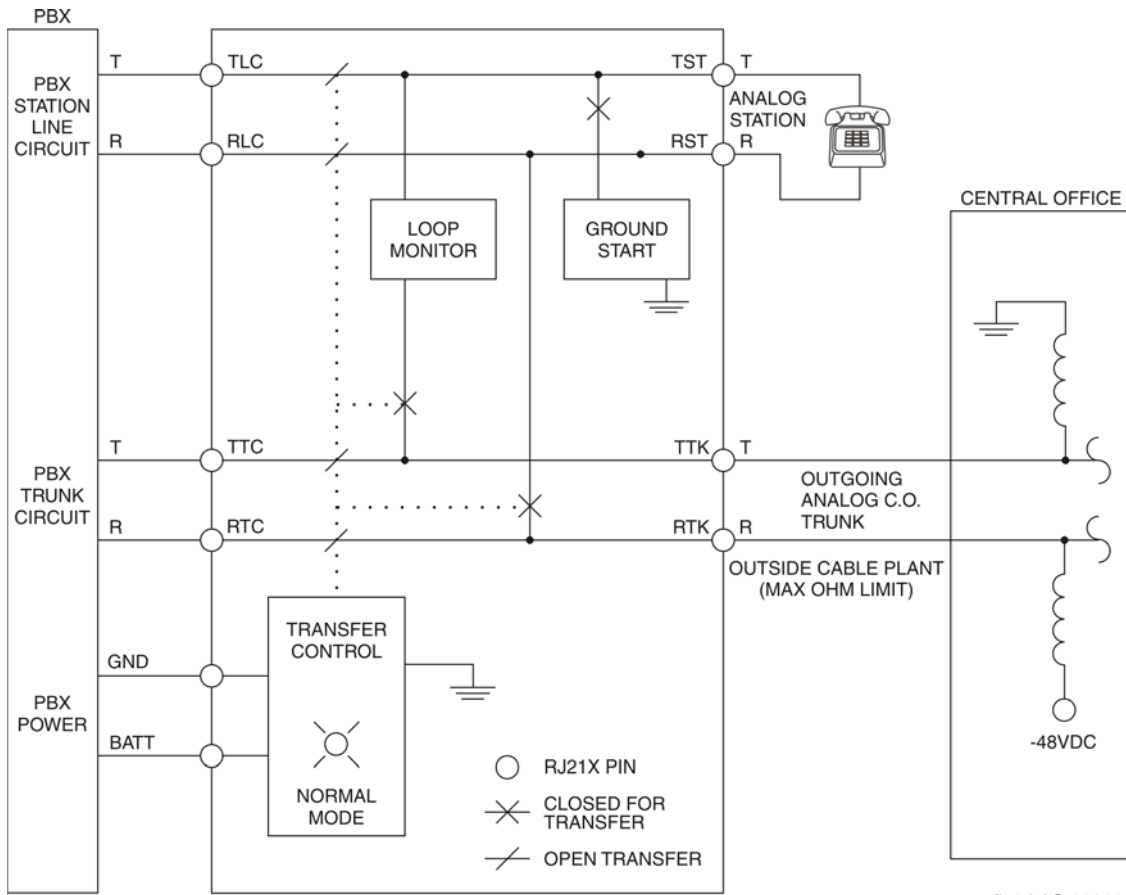 PBX
PBX
STATION
LINE
CIRCUIT
T
TLC
TST
T
R
RLC
RST
R
ANALOG
STATION
LOOP
MONITOR
GROUND
START
CENTRAL OFFICE
PBX
TRUNK
CIRCUIT
T
TTC
TTK
T
OUTGOING
ANALOG C.O.
TRUNK
R
RTC
RTK
R
OUTSIDE CABLE PLANT
(MAX OHM LIMIT)
-48VDC
PBX
POWER
GND
BATT
TRANSFER
CONTROL
NORMAL
MODE
RJ21X PIN
CLOSED FOR
TRANSFER
OPEN TRANSFER